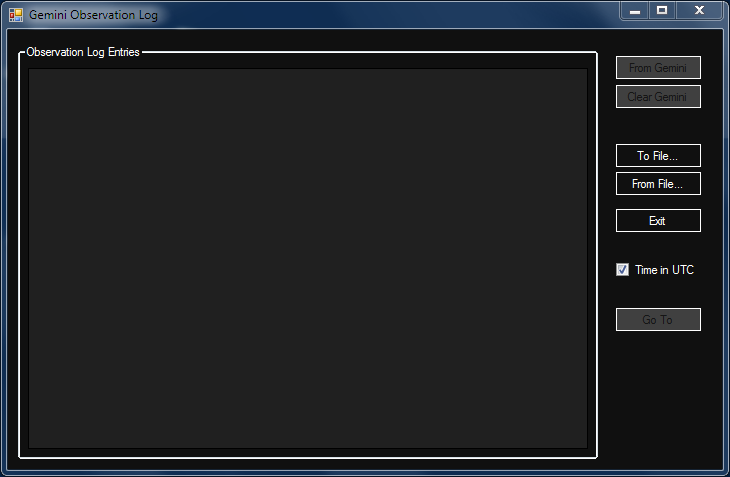 Gemini Observation Log
Observation Log Entries
From Gemini
Clear Gemini
To File...
From File...
Exit
Time in UTC
Go To